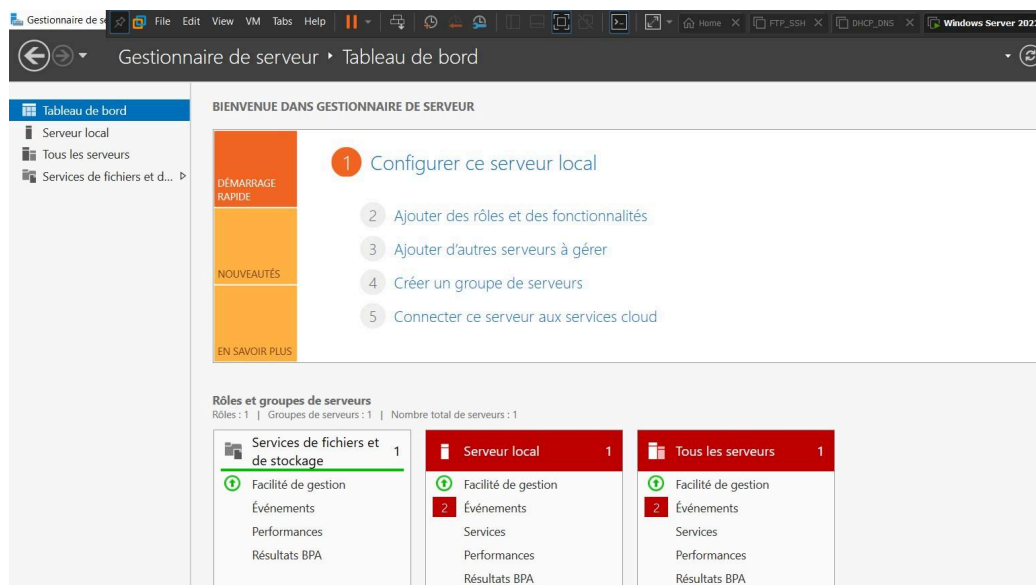 Gestionnaire de se
File Edit View VM Tabs Help Home FTP_SSH DHCP_DNS Windows Server 202
Gestionnaire de serveur Tableau de bord
Tableau de bord
Serveur local
Tous les serveurs
Services de fichiers et d...
BIENVENUE DANS GESTIONNAIRE DE SERVEUR
DÉMARRAGE
RAPIDE
NOUVEAUTÉS
EN SAVOIR PLUS
1 Configurer ce serveur local
2 Ajouter des rôles et des fonctionnalités
3 Ajouter d'autres serveurs à gérer
4 Créer un groupe de serveurs
5 Connecter ce serveur aux services cloud
Rôles et groupes de serveurs
Rôles : 1 | Groupes de serveurs : 1 | Nombre total de serveurs : 1
Services de fichiers et
de stockage 1
Facilité de gestion
Événements
Performances
Résultats BPA
Serveur local 1
Facilité de gestion
2 Événements
Services
Performances
Résultats BPA
Tous les serveurs 1
Facilité de gestion
2 Événements
Services
Performances
Résultats BPA